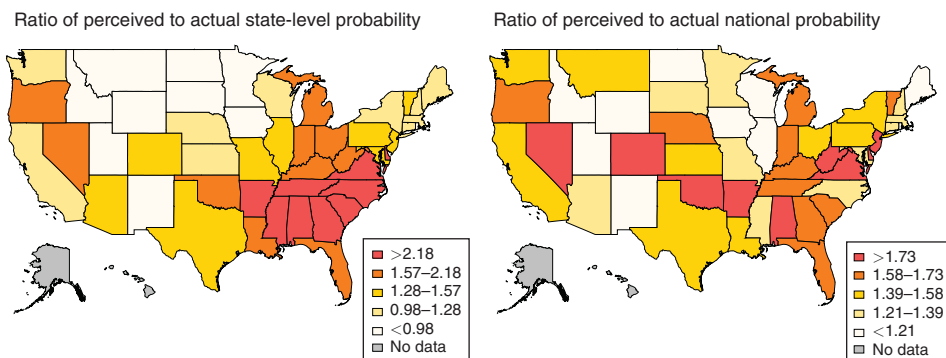 Ratio of perceived to actual state-level probability
>2.18
1.57–2.18
1.28–1.57
0.98–1.28
<0.98
No data
Ratio of perceived to actual national probability
>1.73
1.58–1.73
1.39–1.58
1.21–1.39
<1.21
No data